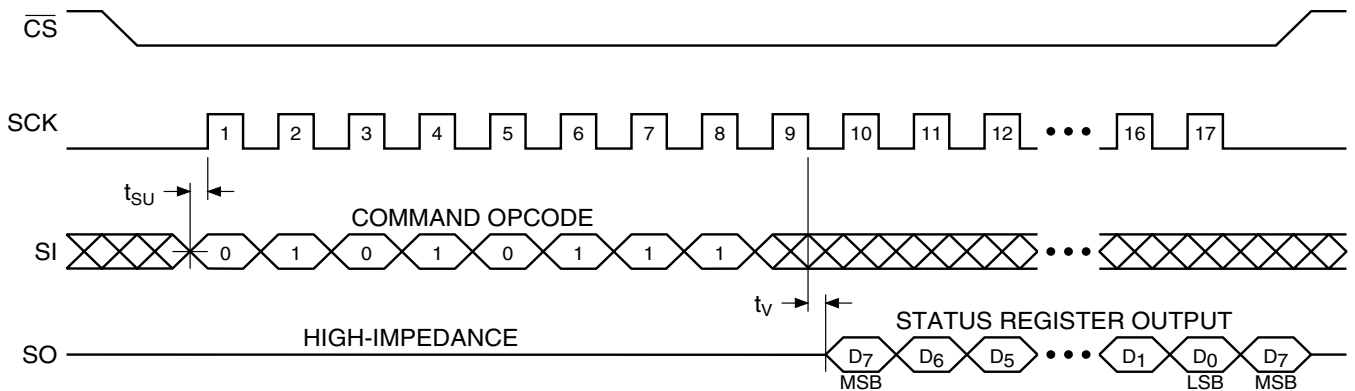 CS
SCK 1 2 3 4 5 6 7 8 9 10 11 12 • • • 16 17
tSU
COMMAND OPCODE
SI 0 1 0 1 0 1 1 1 • • •
tV
HIGH-IMPEDANCE STATUS REGISTER OUTPUT
SO D7 D6 D5 • • • D1 D0 D7
MSB LSB MSB